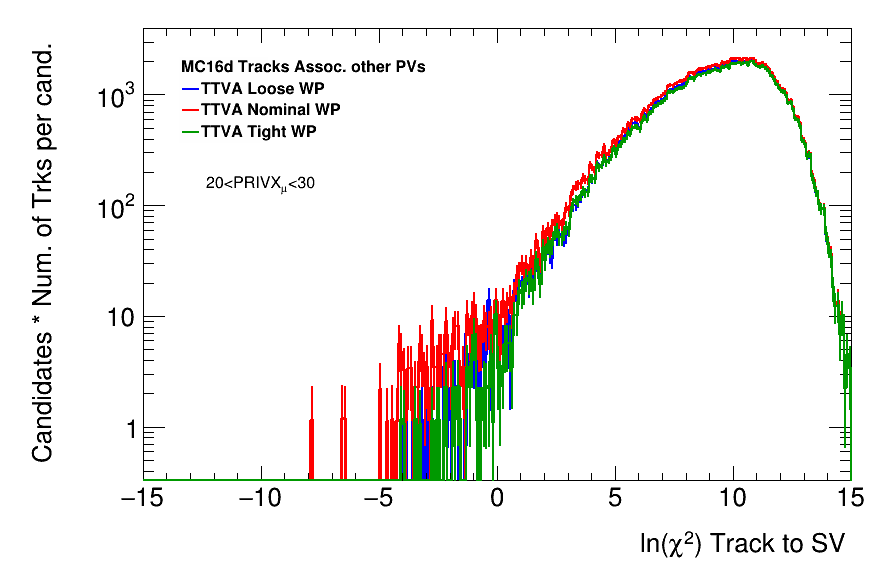 Candidates * Num. of Trks per cand.
MC16d Tracks Assoc. other PVs
TTVA Loose WP
TTVA Nominal WP
TTVA Tight WP
20<PRIVXμ<30
10³
10²
10
1
−15 −10 −5 0 5 10 15
ln(χ²) Track to SV